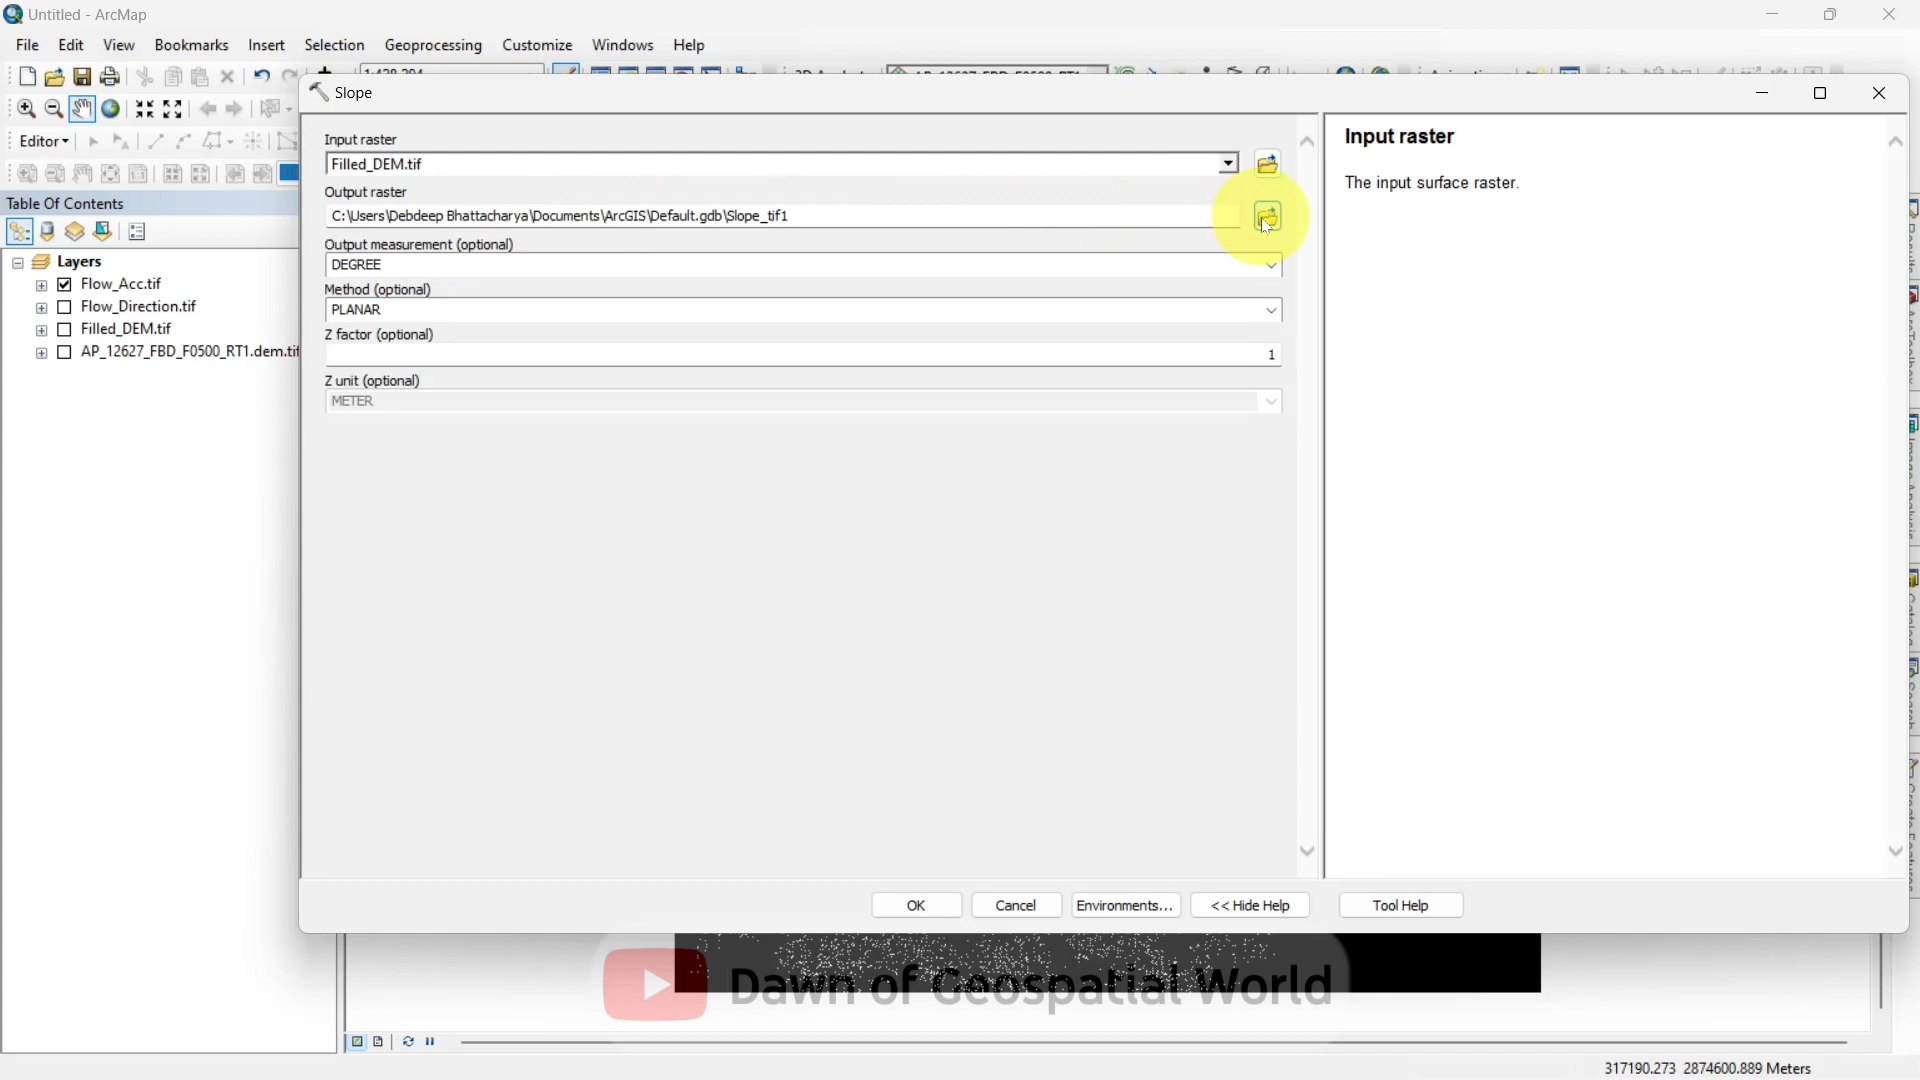 Untitled - ArcMap
File Edit View Bookmarks Insert Selection Geoprocessing Customize Windows Help
Slope
Editor
Table Of Contents
Layers
Flow_Acc.tif
Flow_Direction.tif
Filled_DEM.tif
AP_12627_FBD_F0500_RT1.dem.tif
Input raster
Filled_DEM.tif
Output raster
C:\Users\Debdeep Bhattacharya\Documents\ArcGIS\Default.gdb\Slope_tif1
Output measurement (optional)
DEGREE
Method (optional)
PLANAR
Z factor (optional)
1
Z unit (optional)
METER
Input raster
The input surface raster.
OK Cancel Environments... << Hide Help Tool Help
Dawn of Geospatial World
317190.273 2874600.889 Meters